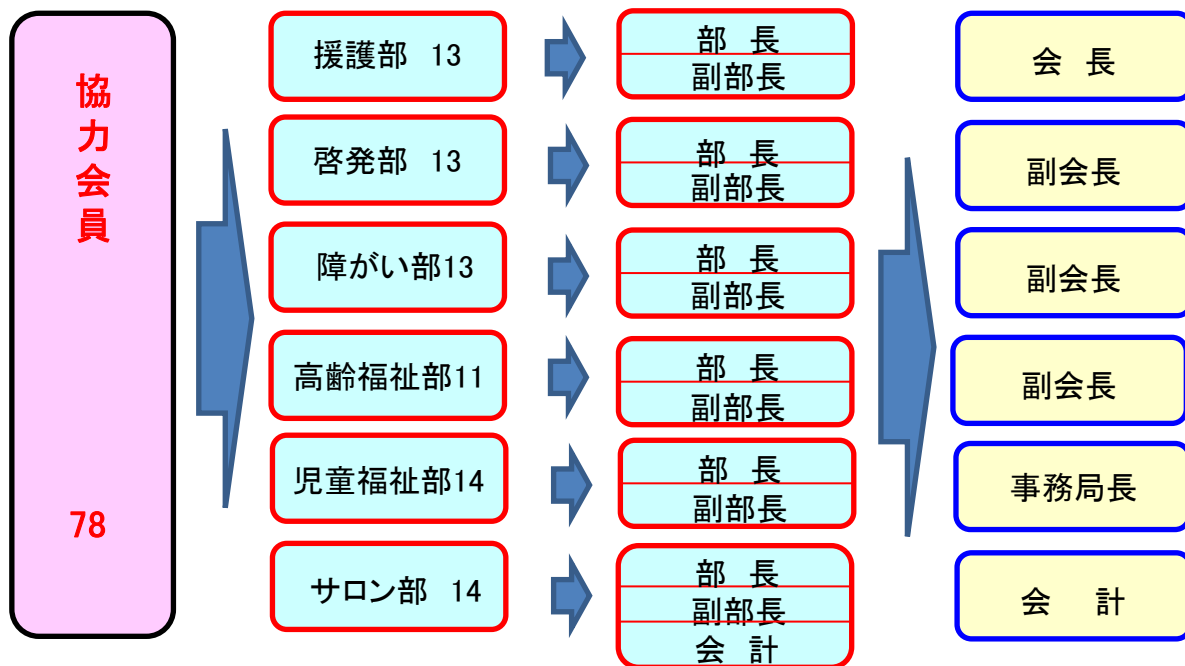 協力会員
78
援護部 13
啓発部 13
障がい部13
高齢福祉部11
児童福祉部14
サロン部 14
部 長
副部長
部 長
副部長
部 長
副部長
部 長
副部長
部 長
副部長
部 長
副部長
会 計
会 長
副会長
副会長
副会長
事務局長
会 計